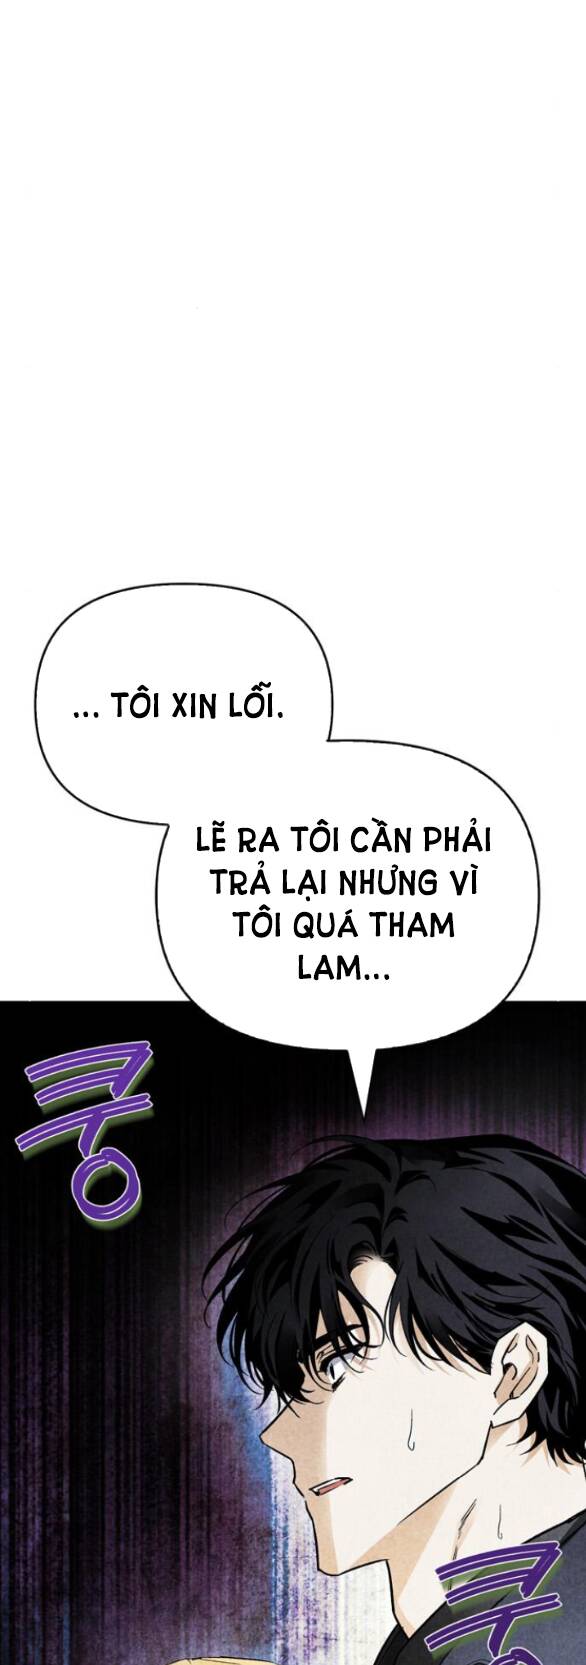 ... TÔI XIN LỖI.
LẼ RA TÔI CẦN PHẢI
TRẢ LẠI NHƯNG VÌ
TÔI QUÁ THAM
LAM...
쿵
쿵